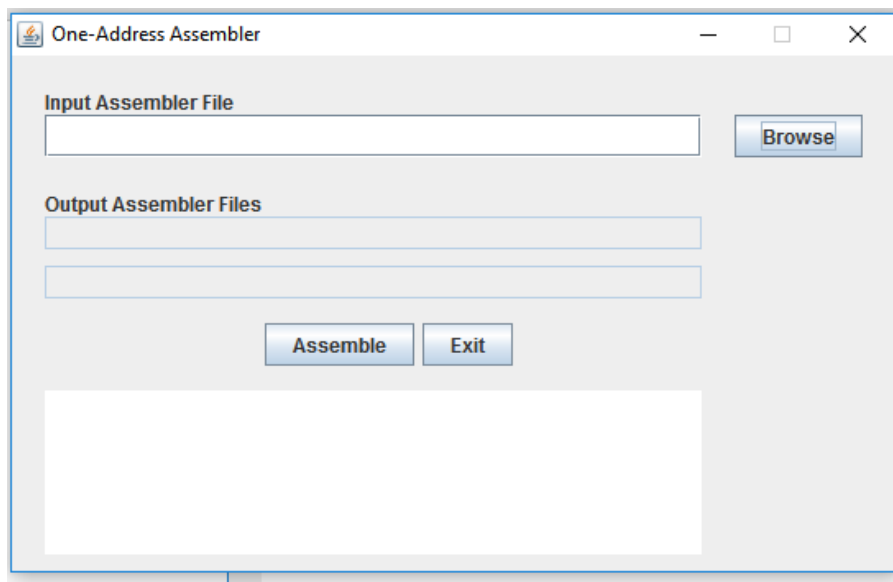 One-Address Assembler
Input Assembler File
Browse
Output Assembler Files
Assemble Exit